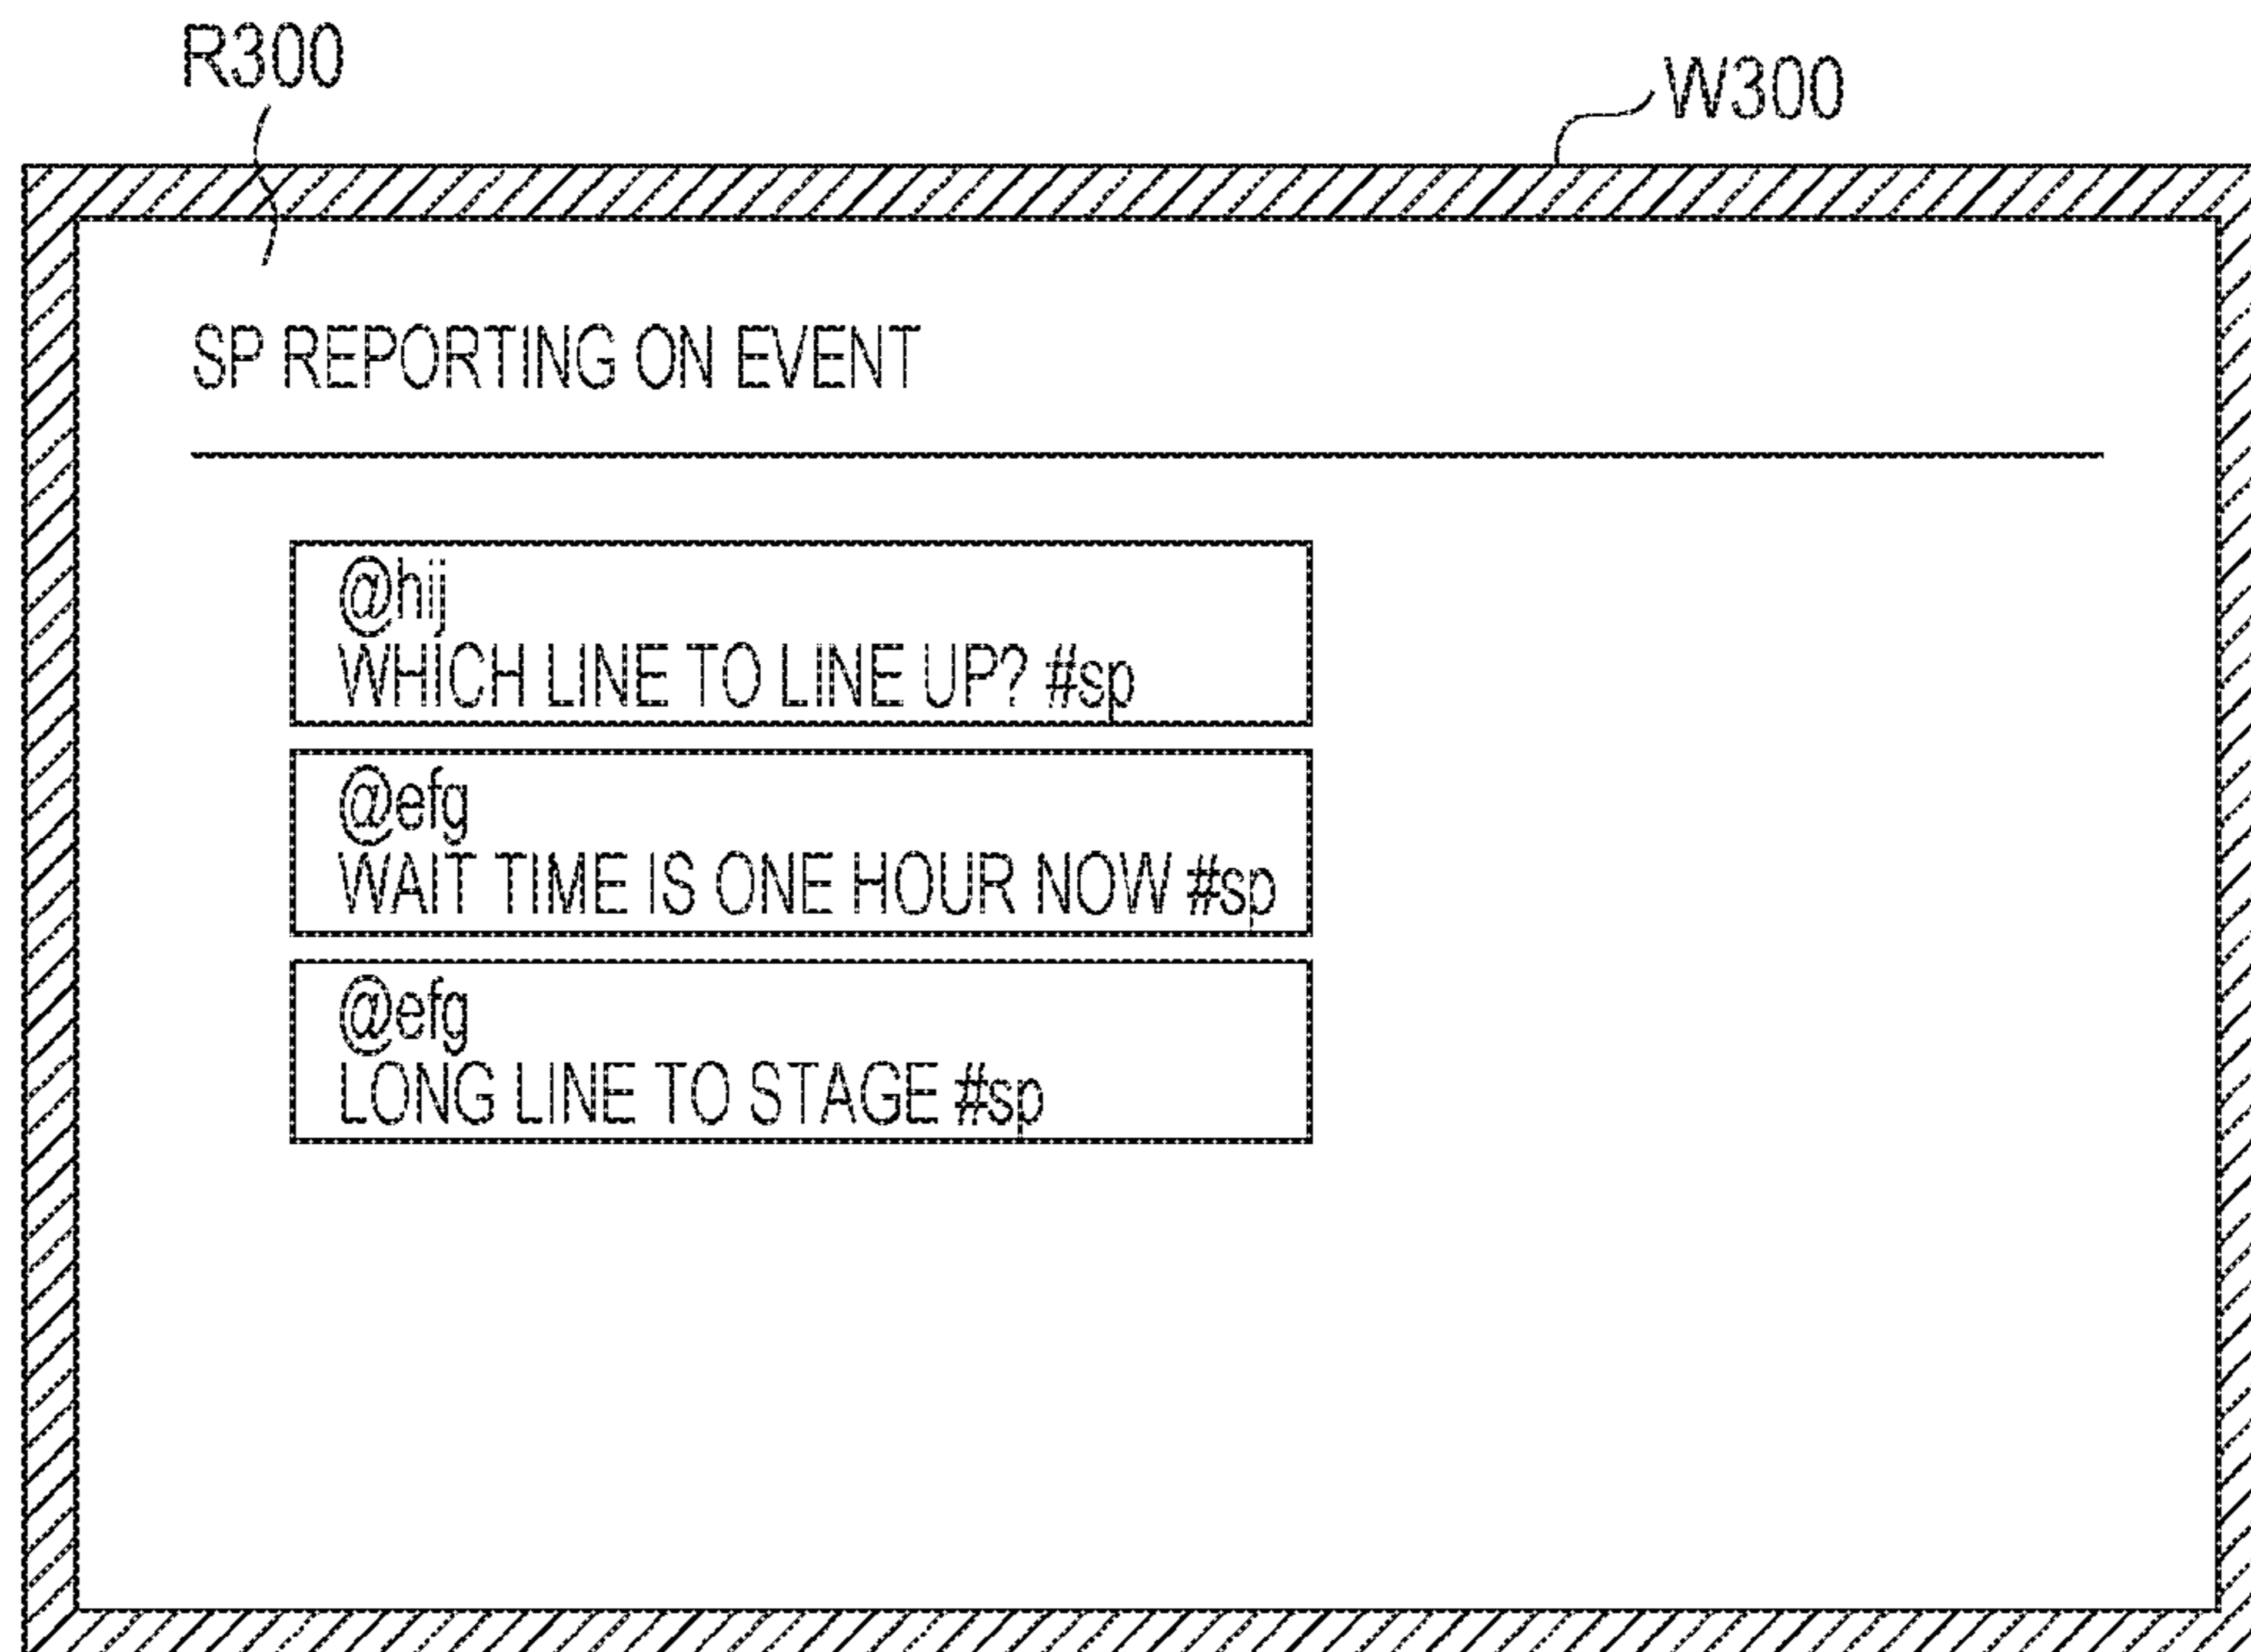 R300
W300
SP REPORTING ON EVENT
@hij
WHICH LINE TO LINE UP? #sp
@efg
WAIT TIME IS ONE HOUR NOW #sp
@efg
LONG LINE TO STAGE #sp